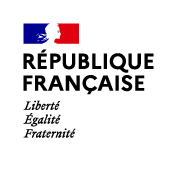 RÉPUBLIQUE
FRANÇAISE
Liberté
Égalité
Fraternité